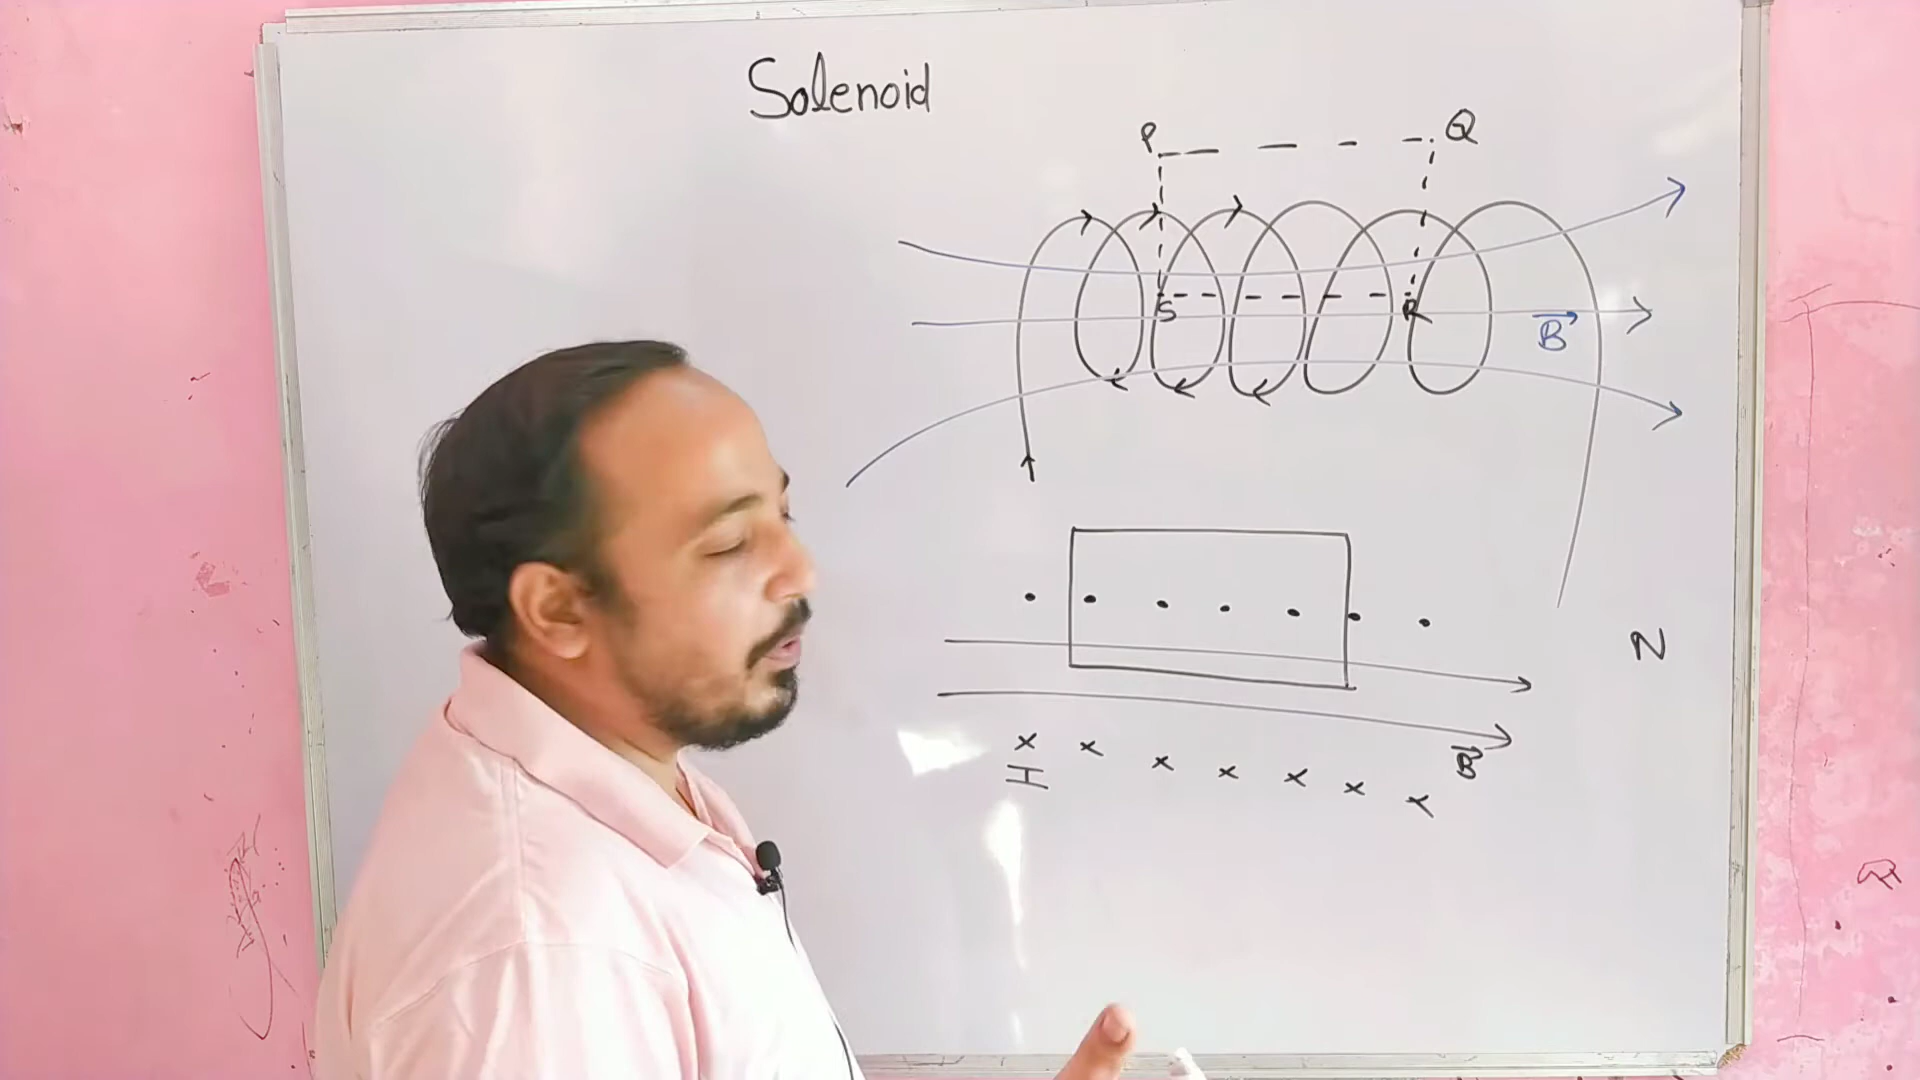 Solenoid
P Q
S R
B
N
x x x x x x x
B